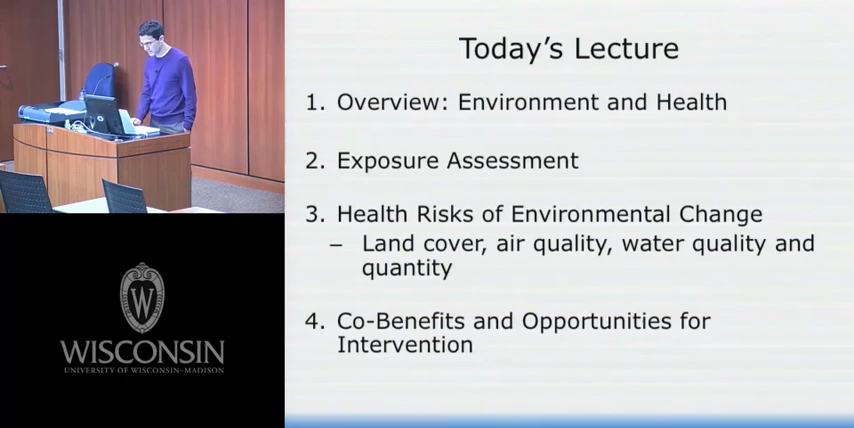 Today's Lecture
1. Overview: Environment and Health
2. Exposure Assessment
3. Health Risks of Environmental Change
– Land cover, air quality, water quality and
quantity
4. Co-Benefits and Opportunities for
Intervention
W
WISCONSIN
UNIVERSITY OF WISCONSIN–MADISON